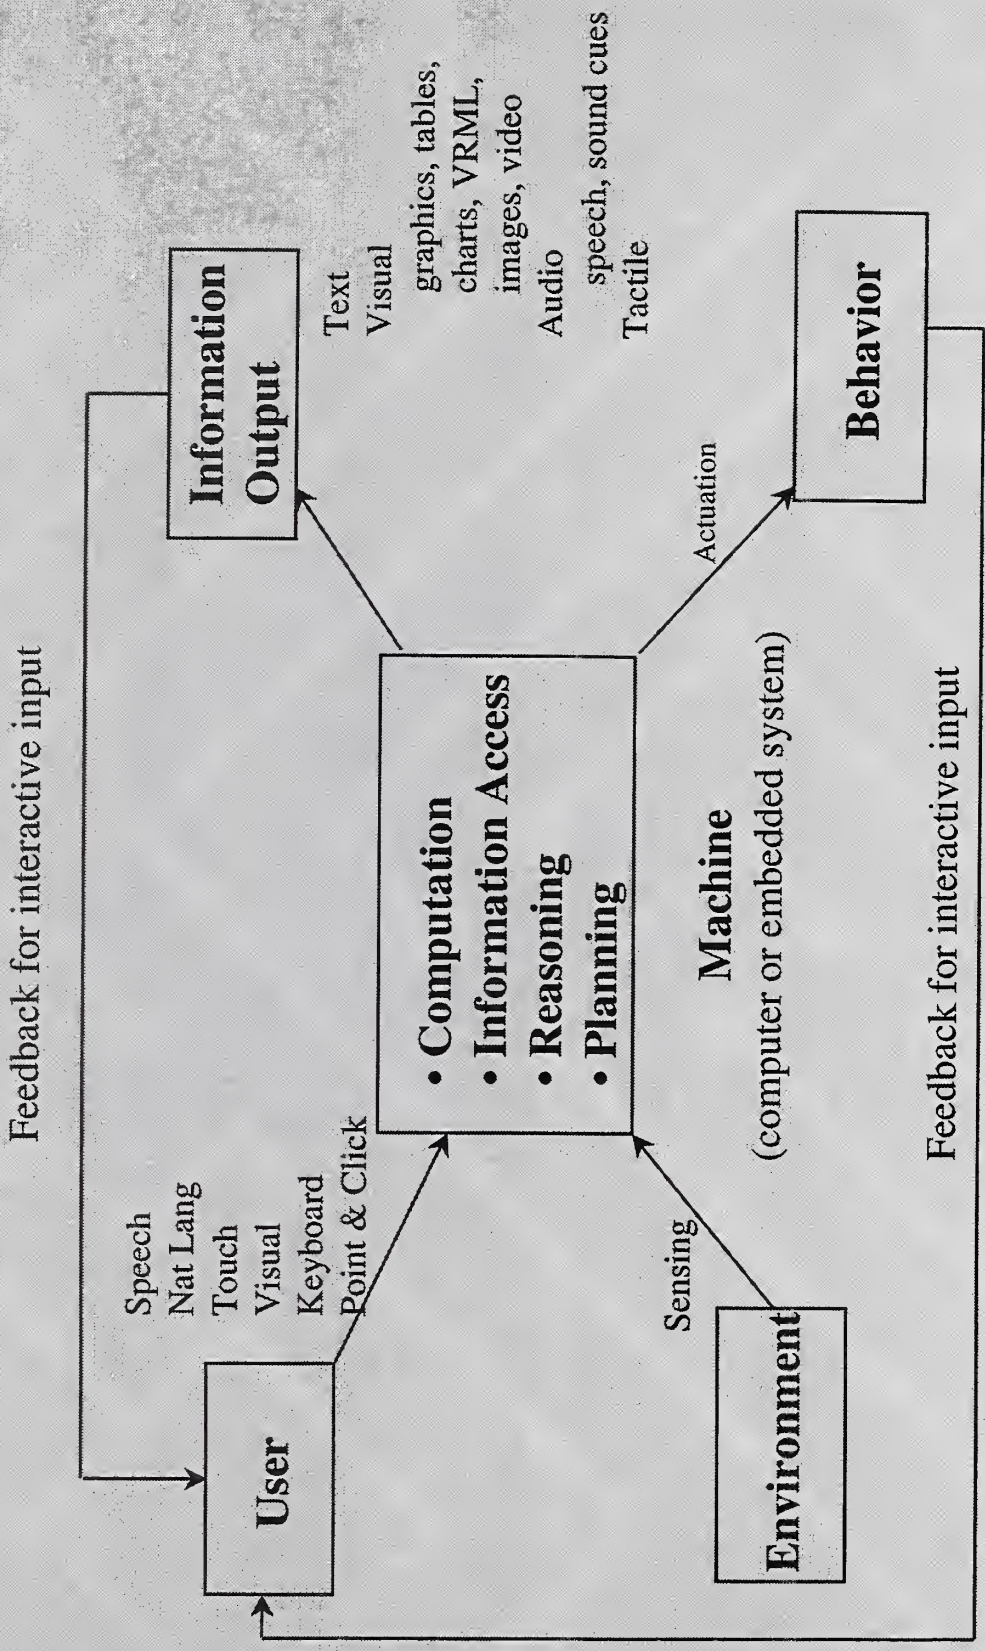 Feedback for interactive input
Speech
Nat Lang
Touch
Visual
Keyboard
Point & Click
User
• Computation
• Information Access
• Reasoning
• Planning
Information
Output
Text
Visual
graphics, tables,
charts, VRML,
images, video
Audio
speech, sound cues
Tactile
Sensing
Environment
Machine
(computer or embedded system)
Actuation
Behavior
Feedback for interactive input